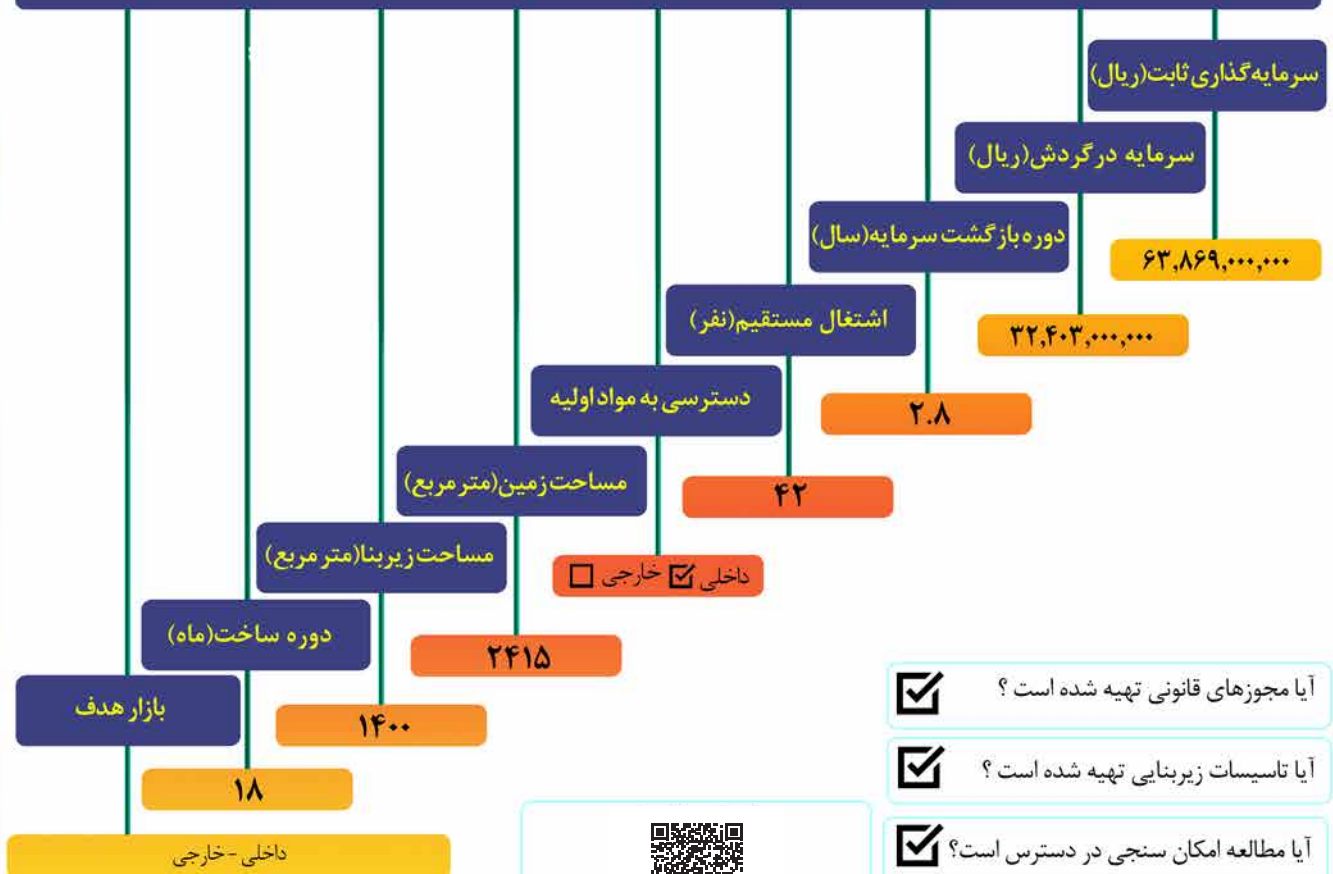 سرمایه‌گذاری ثابت(ریال)
۶۳,۸۶۹,۰۰۰,۰۰۰
سرمایه در گردش(ریال)
۳۲,۴۰۳,۰۰۰,۰۰۰
دوره بازگشت سرمایه(سال)
۲.۸
اشتغال مستقیم(نفر)
۴۲
دسترسی به مواد اولیه
داخلی ☑ خارجی ☐
مساحت زمین(متر مربع)
۲۴۱۵
مساحت زیربنا(متر مربع)
۱۴۰۰
دوره ساخت(ماه)
۱۸
بازار هدف
داخلی - خارجی
آیا مجوزهای قانونی تهیه شده است ؟ ☑
آیا تاسیسات زیربنایی تهیه شده است ؟ ☑
آیا مطالعه امکان سنجی در دسترس است؟ ☑